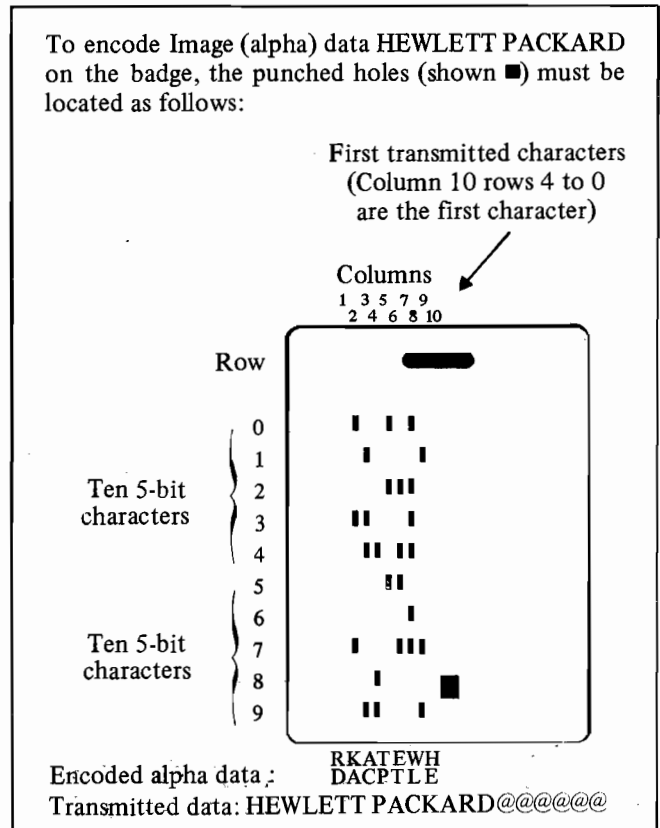 To encode Image (alpha) data HEWLETT PACKARD
on the badge, the punched holes (shown ■) must be
located as follows:
First transmitted characters
(Column 10 rows 4 to 0
are the first character)
Columns
1 3 5 7 9
2 4 6 8 10
Row
0
1
Ten 5-bit
characters
2
3
4
5
6
Ten 5-bit
characters
7
8
9
RKATEWH
Encoded alpha data : DACPTLE
Transmitted data: HEWLETT PACKARD@@@@@@